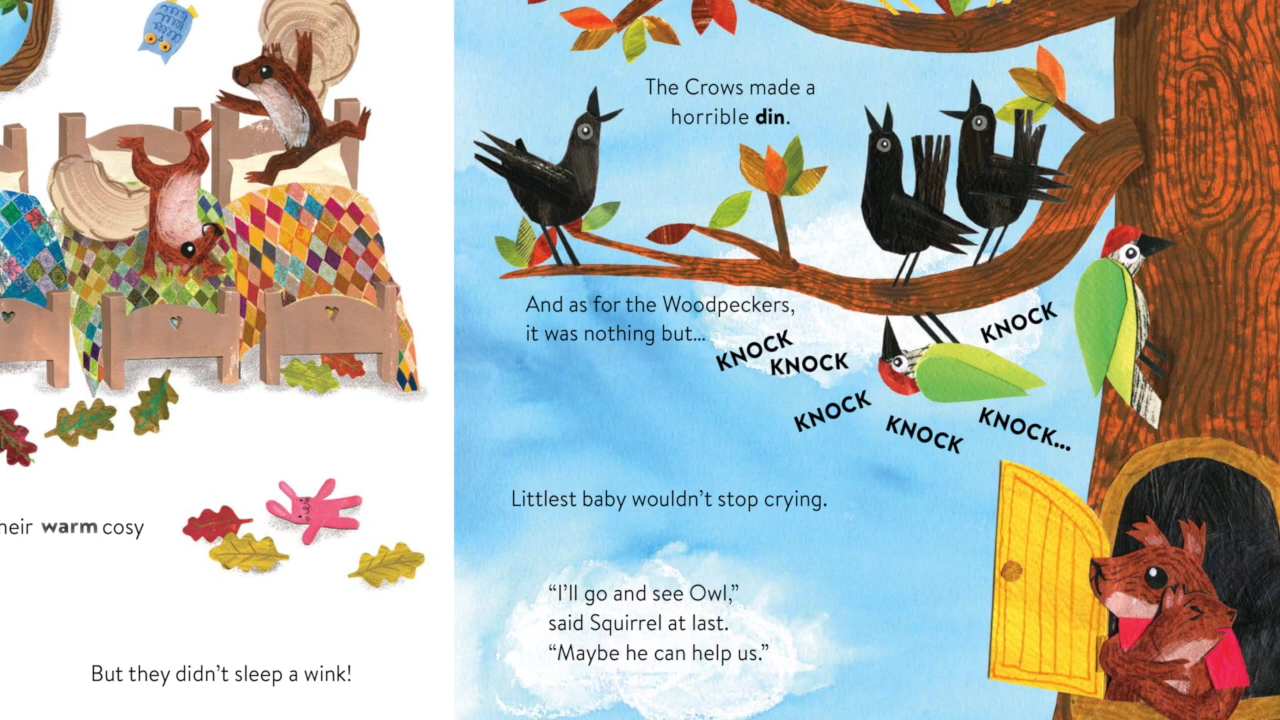 warm cosy
But they didn't sleep a wink!
The Crows made a
horrible din.
And as for the Woodpeckers,
it was nothing but...
KNOCK
KNOCK
KNOCK
KNOCK
KNOCK
KNOCK...
Littlest baby wouldn't stop crying.
"I'll go and see Owl,"
said Squirrel at last.
"Maybe he can help us."